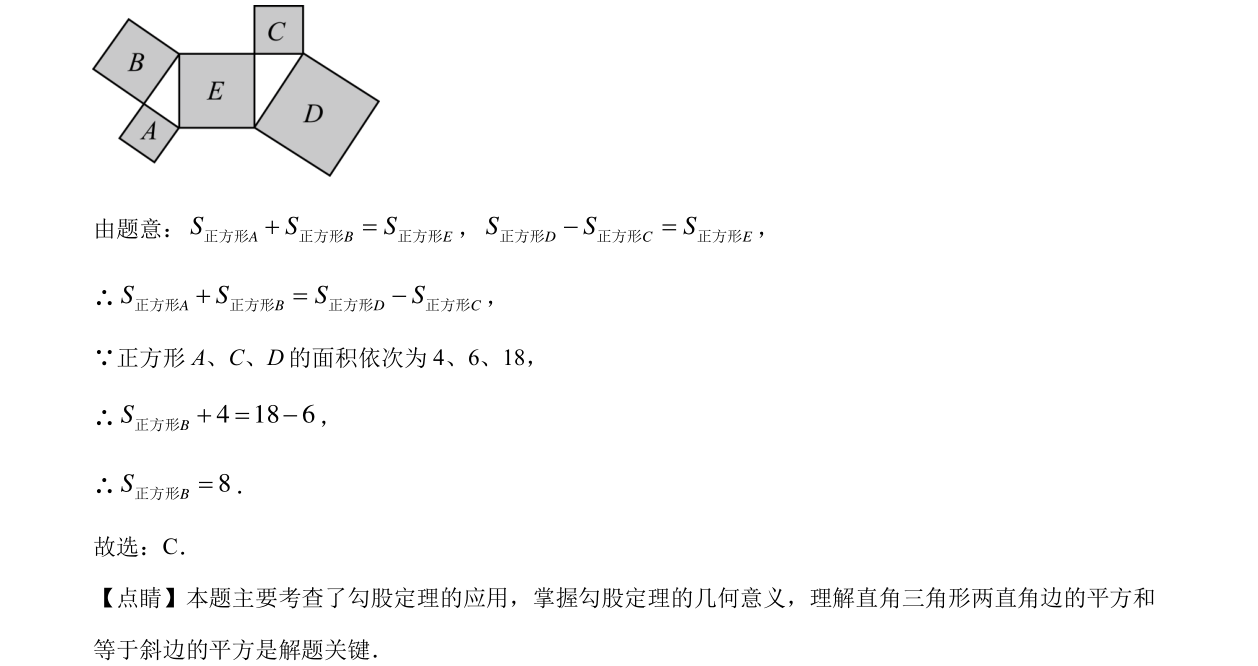 C
B
E
D
A
由题意：S正方形A + S正方形B = S正方形E，S正方形D − S正方形C = S正方形E，
∴ S正方形A + S正方形B = S正方形D − S正方形C，
∵正方形 A、C、D 的面积依次为 4、6、18，
∴ S正方形B + 4 = 18 − 6，
∴ S正方形B = 8．
故选：C．
【点睛】本题主要考查了勾股定理的应用，掌握勾股定理的几何意义，理解直角三角形两直角边的平方和
等于斜边的平方是解题关键．